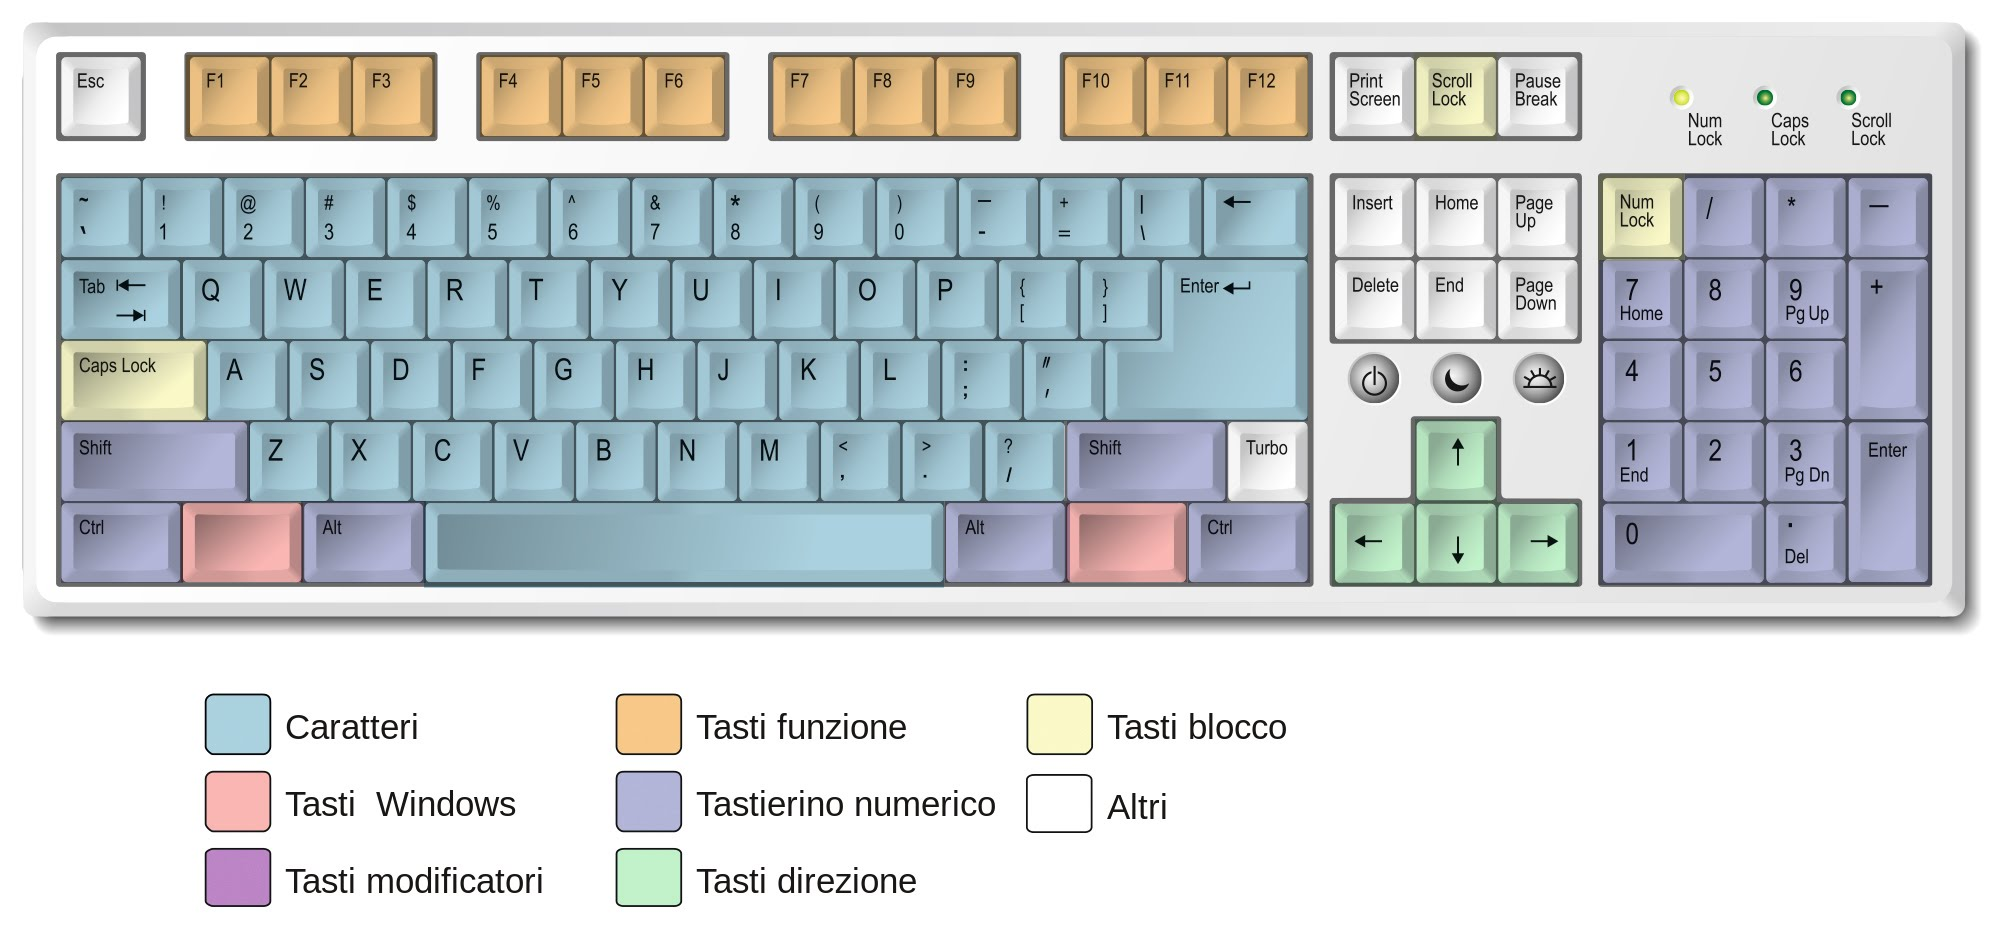 Esc F1 F2 F3 F4 F5 F6 F7 F8 F9 F10 F11 F12 Print Scroll Pause
Screen Lock Break
Num Caps Scroll
Lock Lock Lock
~ ! @ # $ % ^ & * ( ) — + |
` 1 2 3 4 5 6 7 8 9 0 - = \ ←
Insert Home Page
Up
Num / * —
Lock
Tab Q W E R T Y U I O P { } Enter
[ ]
Delete End Page
Down
7 8 9 +
Home Pg Up
Caps Lock A S D F G H J K L : "
; ,
4 5 6
Shift Z X C V B N M < > ? Shift Turbo
, . /
↑
1 2 3 Enter
End Pg Dn
Ctrl Alt Alt Ctrl
← ↓ →
0 .
Del
Caratteri Tasti funzione Tasti blocco
Tasti Windows Tastierino numerico Altri
Tasti modificatori Tasti direzione